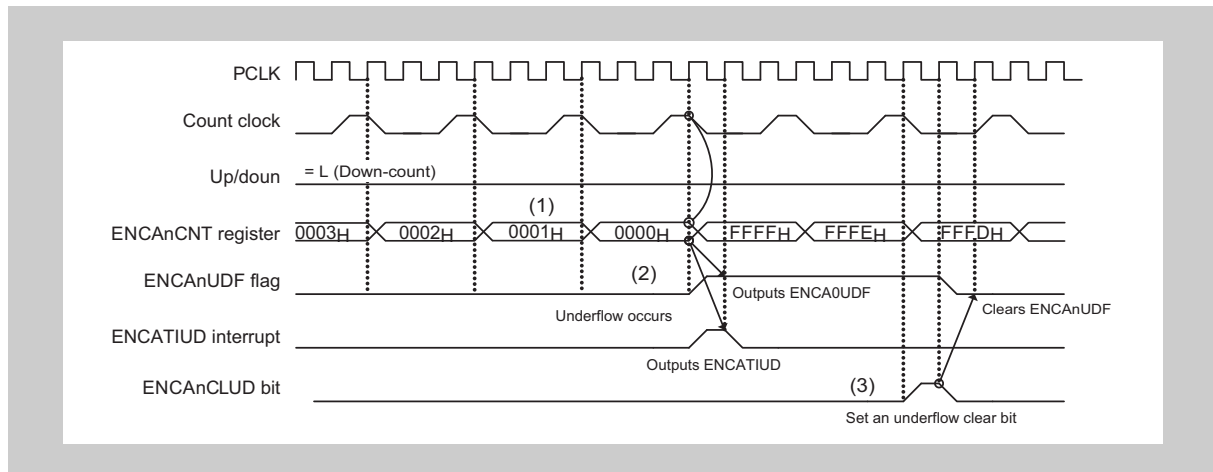 PCLK
Count clock
Up/doun
= L (Down-count)
(1)
ENCAnCNT register
0003H 0002H 0001H 0000H FFFFH FFFEH FFFDH
ENCAnUDF flag
(2)
Outputs ENCA0UDF
Clears ENCAnUDF
Underflow occurs
ENCATIUD interrupt
Outputs ENCATIUD
ENCAnCLUD bit
(3)
Set an underflow clear bit